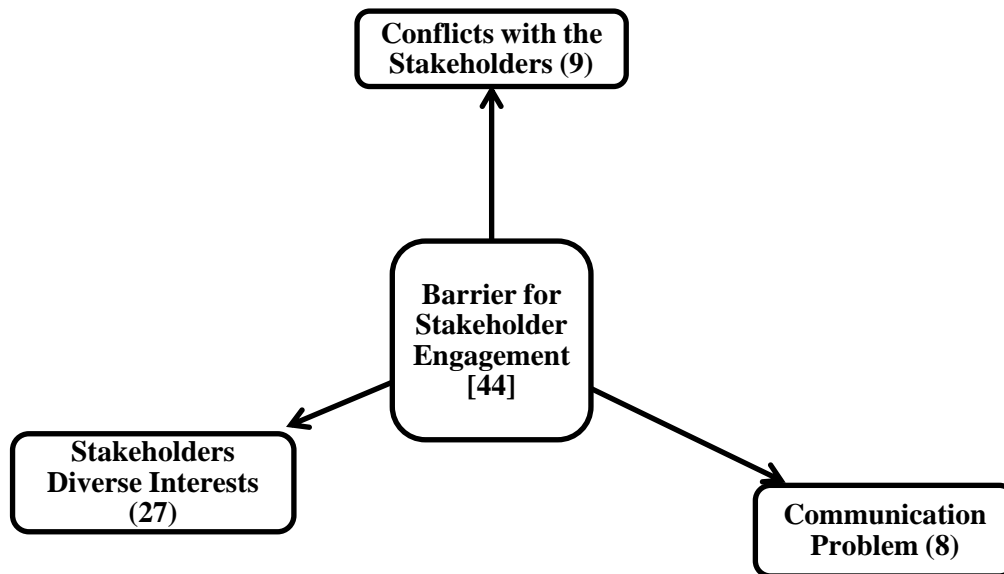 Conflicts with the
Stakeholders (9)
Barrier for
Stakeholder
Engagement
[44]
Stakeholders
Diverse Interests
(27)
Communication
Problem (8)